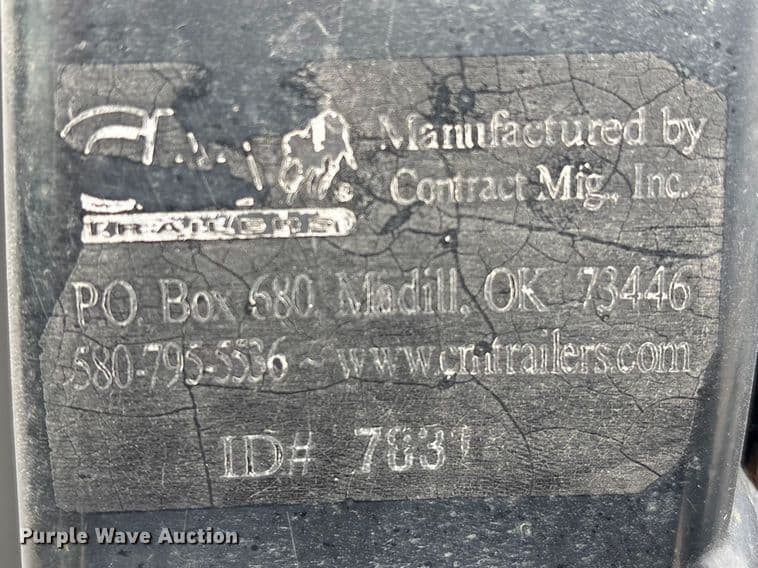 TRAILERS
Manufactured by
Contract Mfg., Inc.
P.O. Box 680, Madill, OK 73446
580-795-5536 ~ www.cmtrailers.com
ID# 7831
Purple Wave Auction